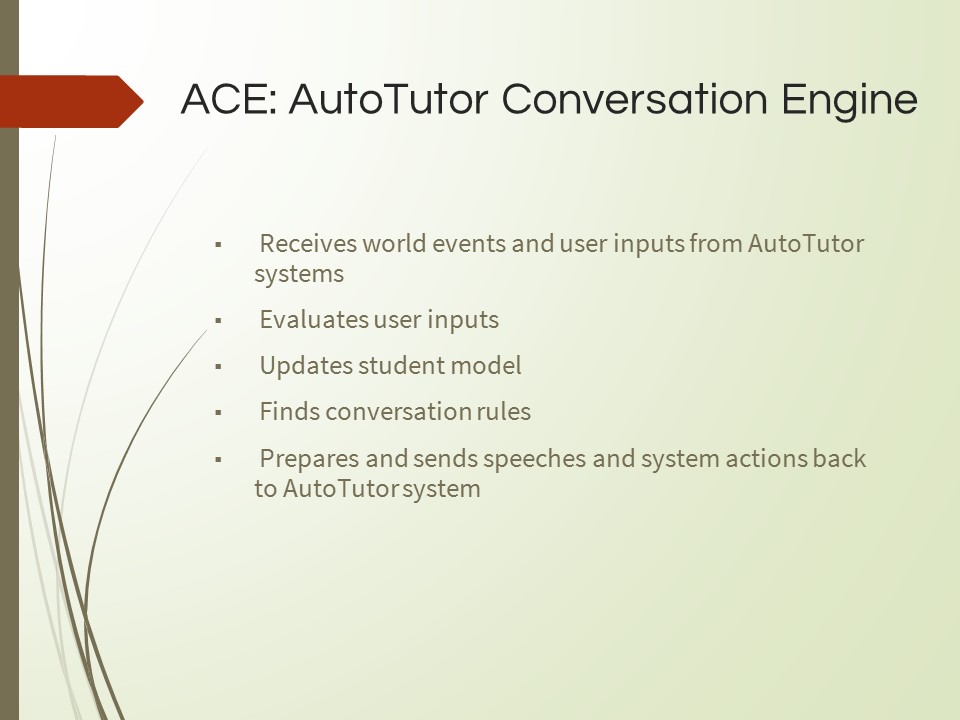 ACE: AutoTutor Conversation Engine
▪ Receives world events and user inputs from AutoTutor
systems
▪ Evaluates user inputs
▪ Updates student model
▪ Finds conversation rules
▪ Prepares and sends speeches and system actions back
to AutoTutor system